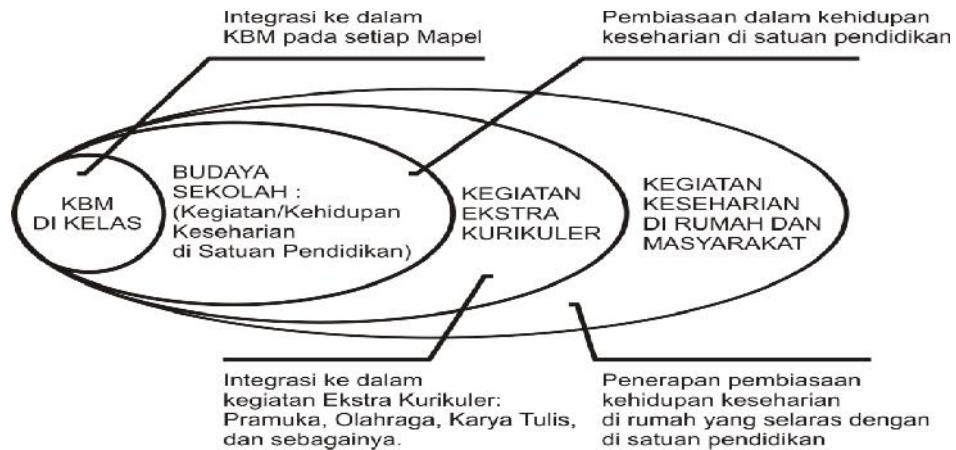 Integrasi ke dalam
KBM pada setiap Mapel
Pembiasaan dalam kehidupan
keseharian di satuan pendidikan
KBM
DI KELAS
BUDAYA
SEKOLAH :
(Kegiatan/Kehidupan
Keseharian
di Satuan Pendidikan)
KEGIATAN
EKSTRA
KURIKULER
KEGIATAN
KESEHARIAN
DI RUMAH DAN
MASYARAKAT
Integrasi ke dalam
kegiatan Ekstra Kurikuler:
Pramuka, Olahraga, Karya Tulis,
dan sebagainya.
Penerapan pembiasaan
kehidupan keseharian
di rumah yang selaras dengan
di satuan pendidikan